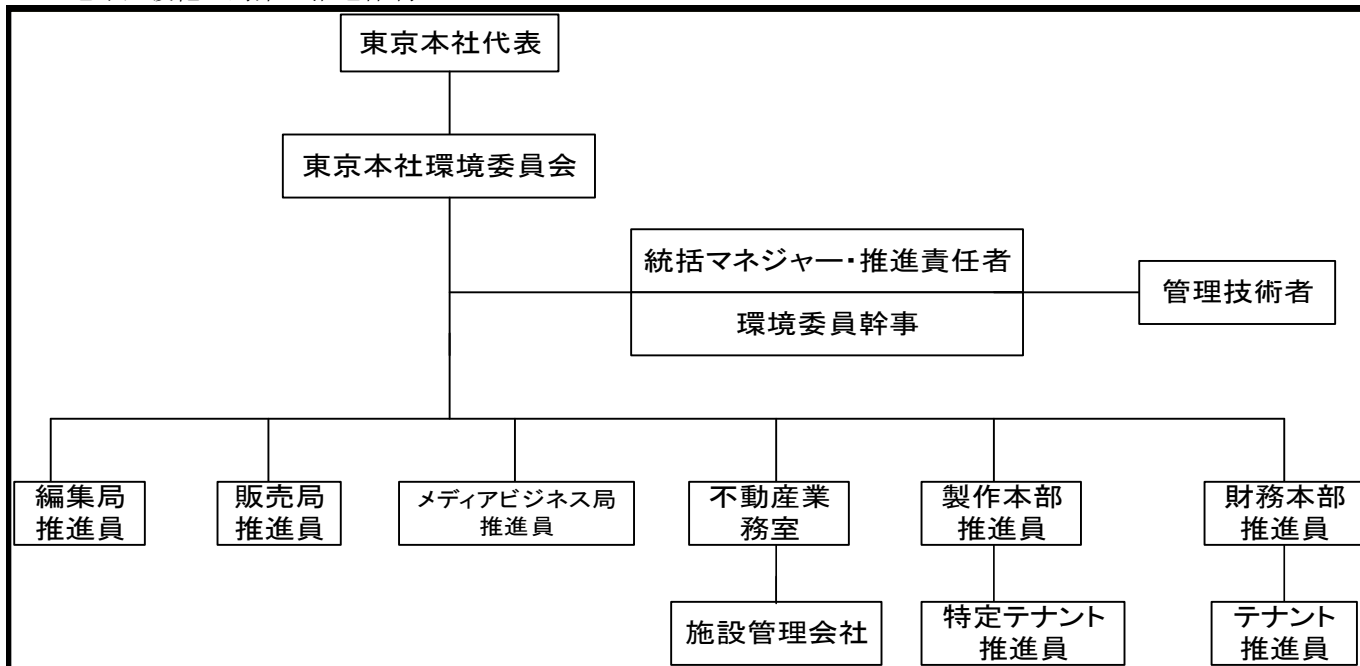 東京本社代表
東京本社環境委員会
統括マネジャー・推進責任者
環境委員幹事
管理技術者
編集局
推進員
販売局
推進員
メディアビジネス局
推進員
不動産業
務室
製作本部
推進員
財務本部
推進員
施設管理会社
特定テナント
推進員
テナント
推進員